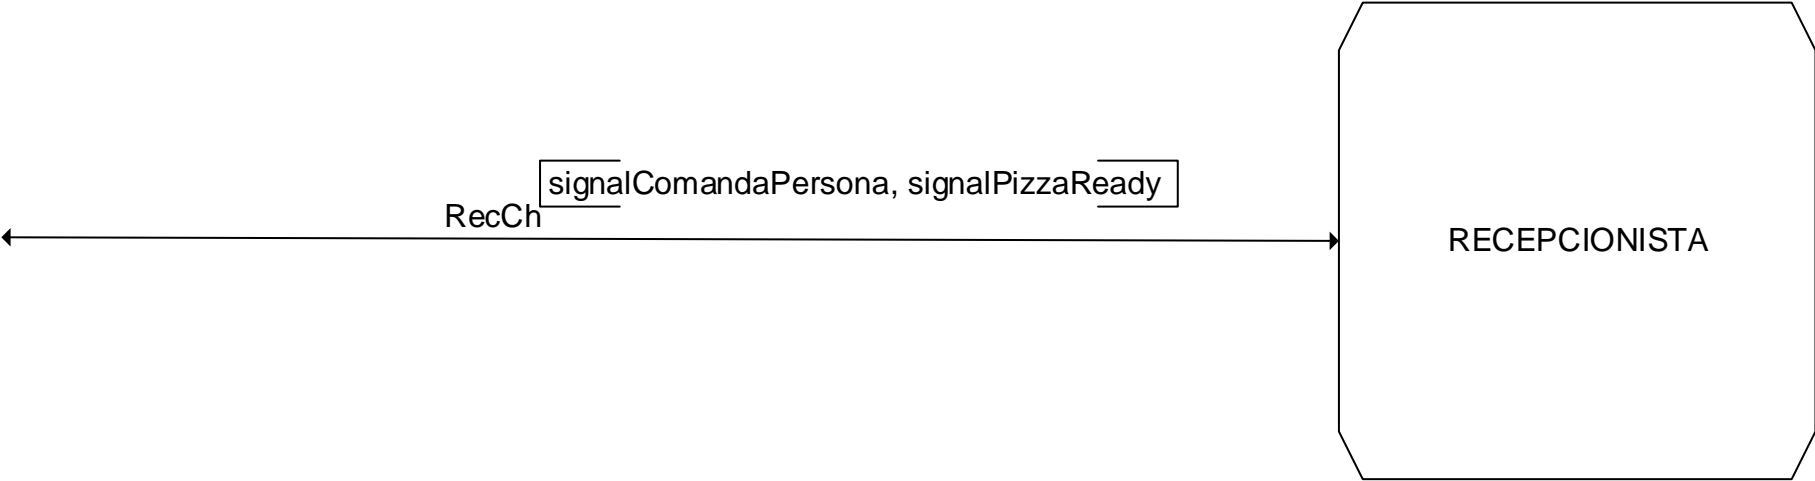 signalComandaPersona, signalPizzaReady
RecCh
RECEPCIONISTA